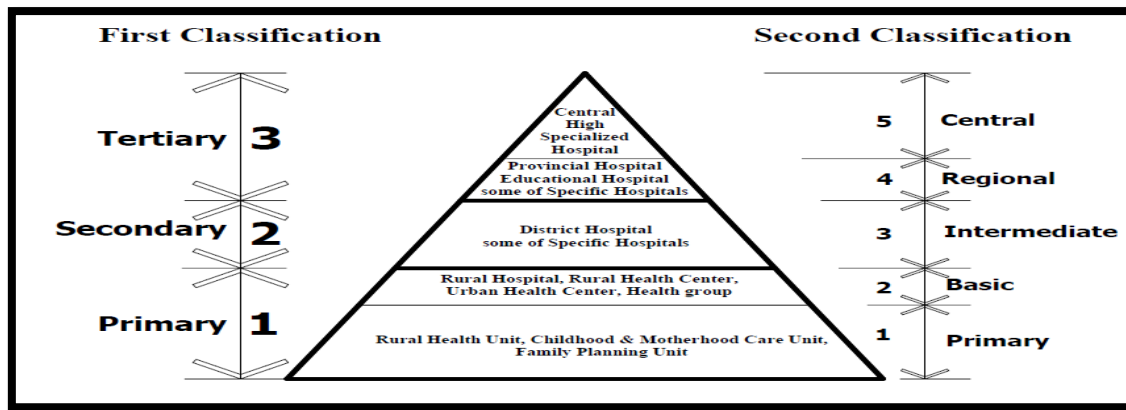 First Classification
Second Classification
Tertiary 3
Secondary 2
Primary 1
Central
High
Specialized
Hospital
Provincial Hospital
Educational Hospital
some of Specific Hospitals
District Hospital
some of Specific Hospitals
Rural Hospital, Rural Health Center,
Urban Health Center, Health group
Rural Health Unit, Childhood & Motherhood Care Unit,
Family Planning Unit
5 Central
4 Regional
3 Intermediate
2 Basic
1 Primary